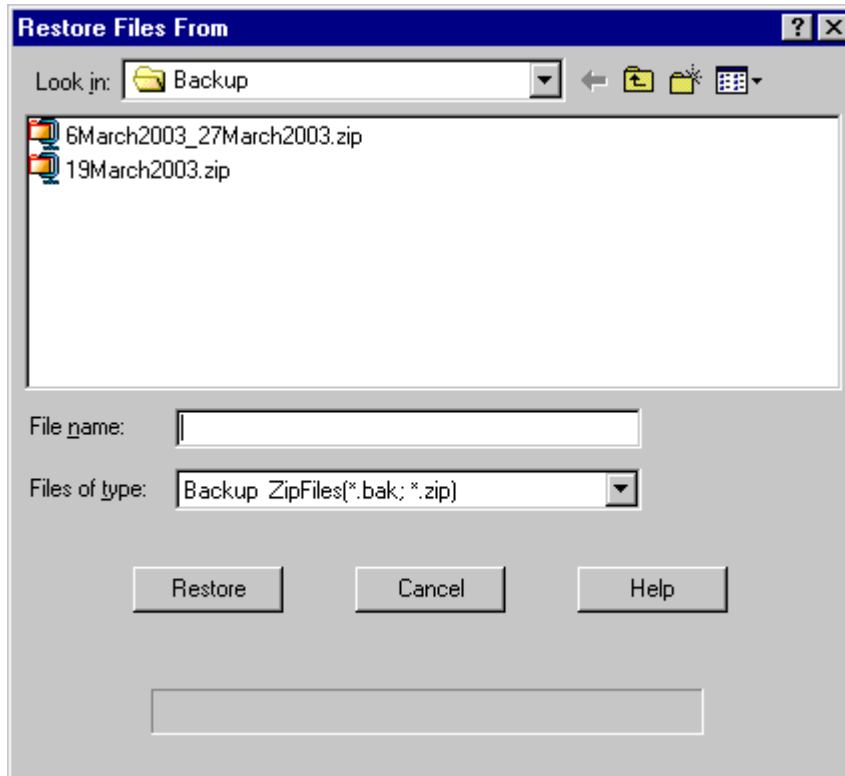 Restore Files From
Look in: Backup
6March2003_27March2003.zip
19March2003.zip
File name:
Files of type: Backup ZipFiles(*.bak; *.zip)
Restore Cancel Help